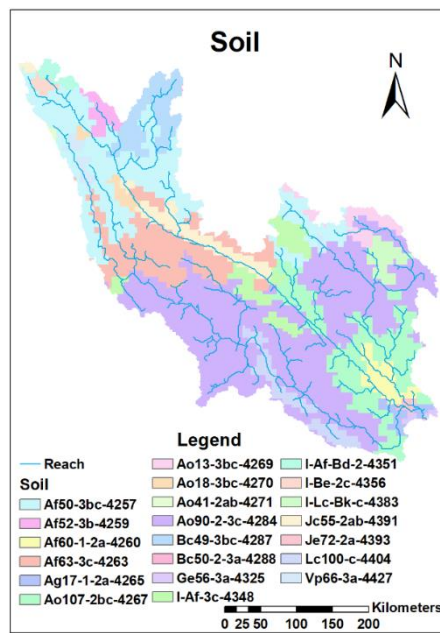 Soil
N
Legend
Reach
Soil
Af50-3bc-4257
Af52-3b-4259
Af60-1-2a-4260
Af63-3c-4263
Ag17-1-2a-4265
Ao107-2bc-4267
Ao13-3bc-4269
Ao18-3bc-4270
Ao41-2ab-4271
Ao90-2-3c-4284
Bc49-3bc-4287
Bc50-2-3a-4288
Ge56-3a-4325
I-Af-3c-4348
I-Af-Bd-2-4351
I-Be-2c-4356
I-Lc-Bk-c-4383
Jc55-2ab-4391
Je72-2a-4393
Lc100-c-4404
Vp66-3a-4427
Kilometers
0 25 50 100 150 200